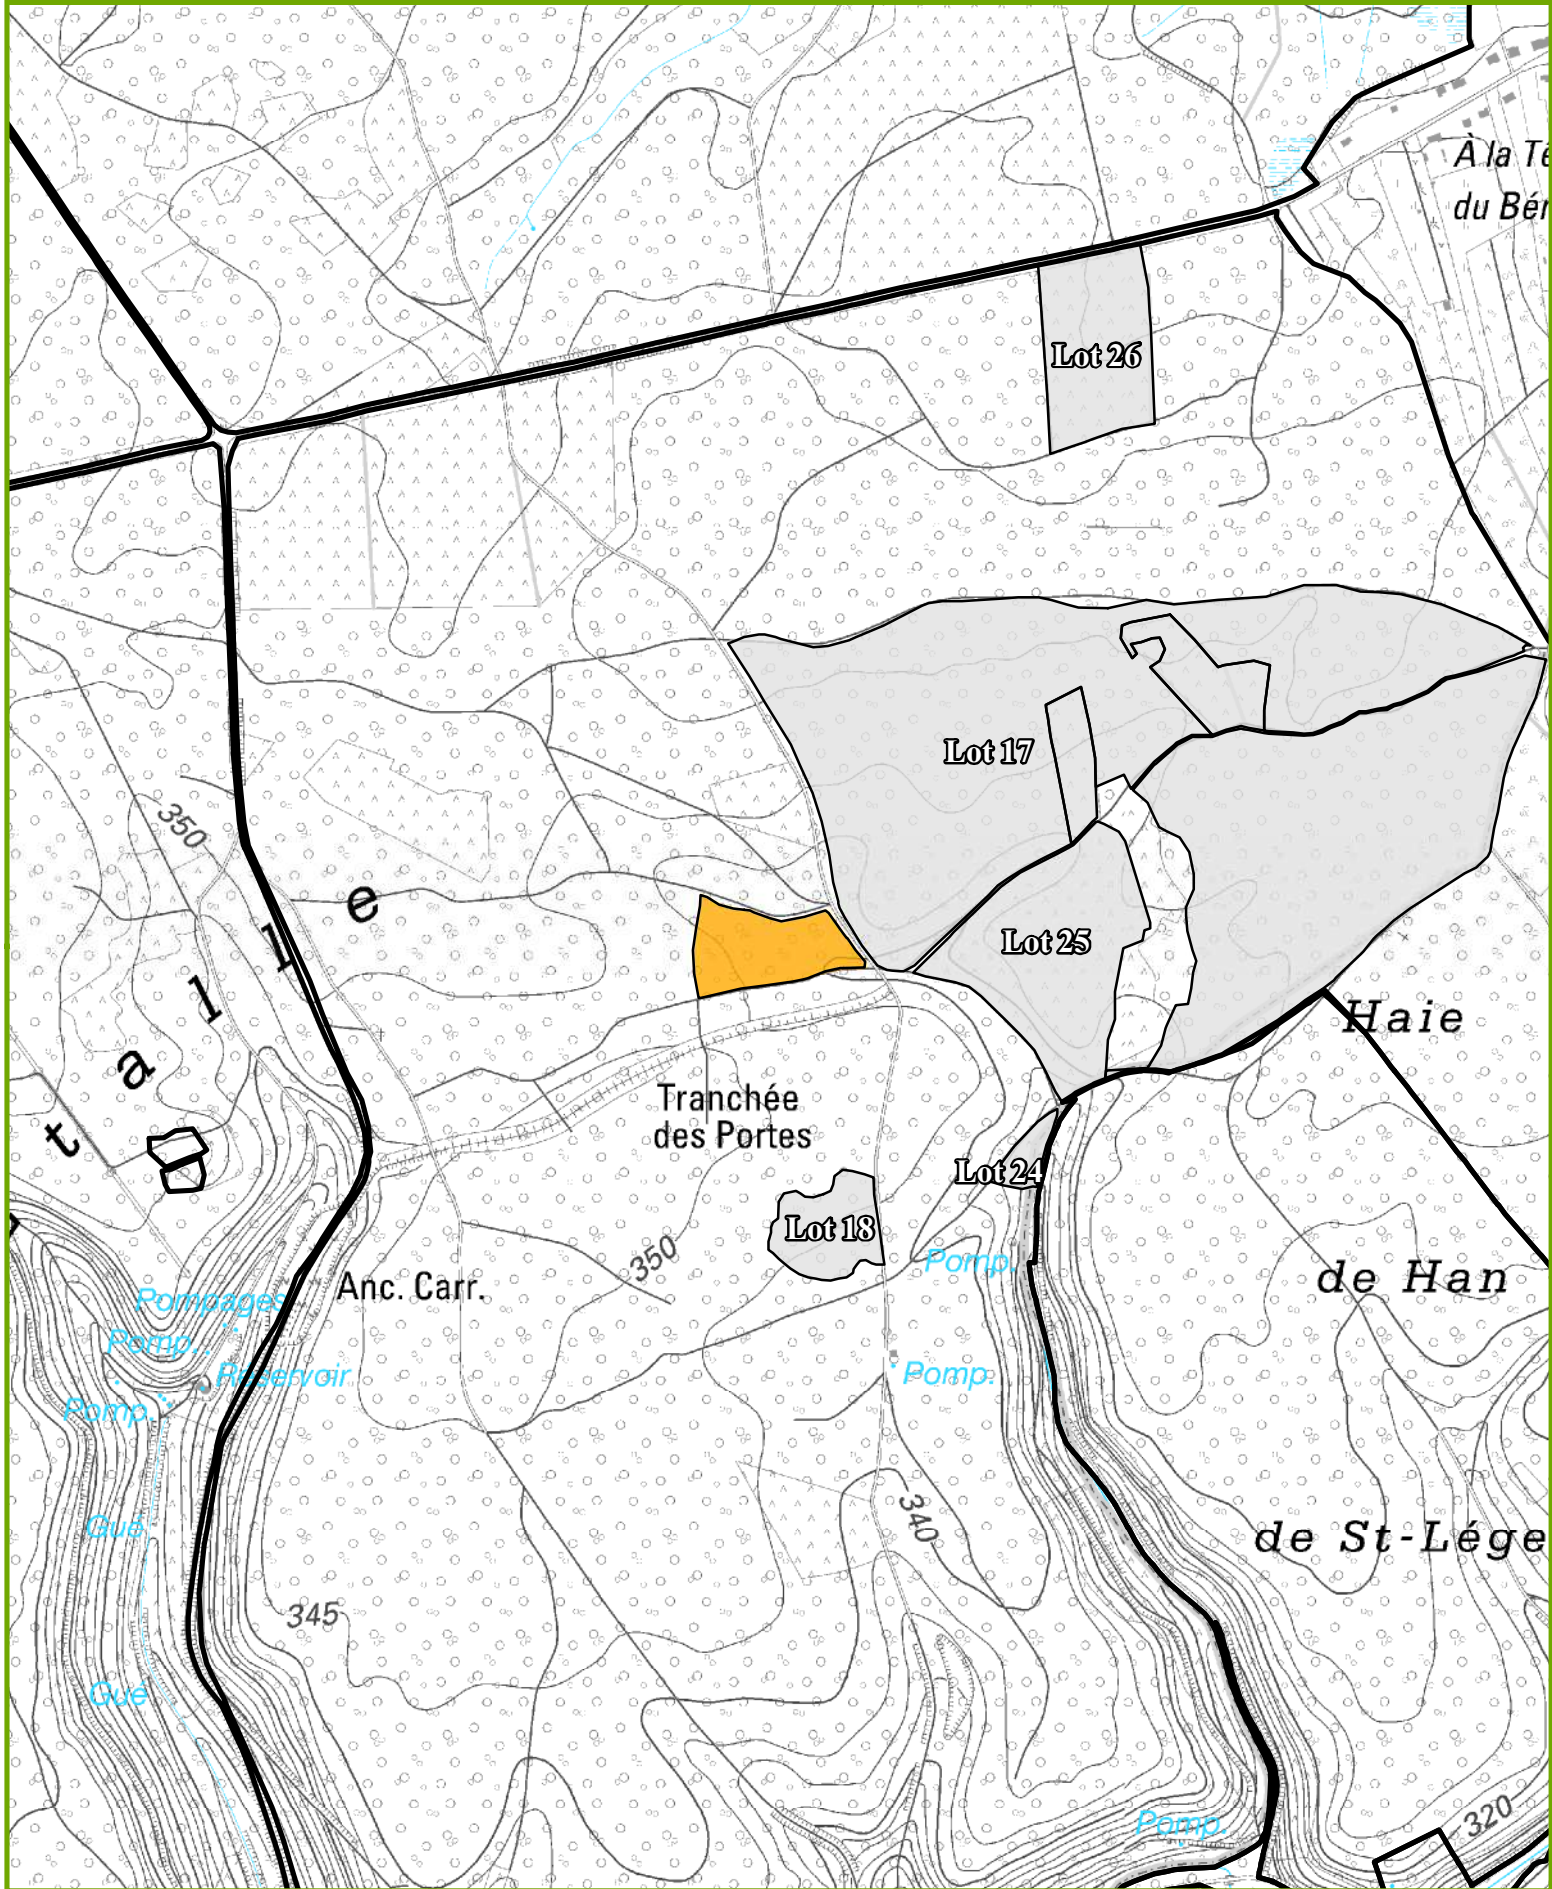 À la Te
du Bér
Lot 26
Lot 17
350
e
l
l
a
t
Lot 25
Haie
Tranchée
des Portes
Lot 24
Lot 18
350
Pomp.
de Han
Anc. Carr.
Pompages
Pomp.
Réservoir
Pomp.
Pomp.
340
Gué
de St-Lége
345
Gué
Pomp.
320